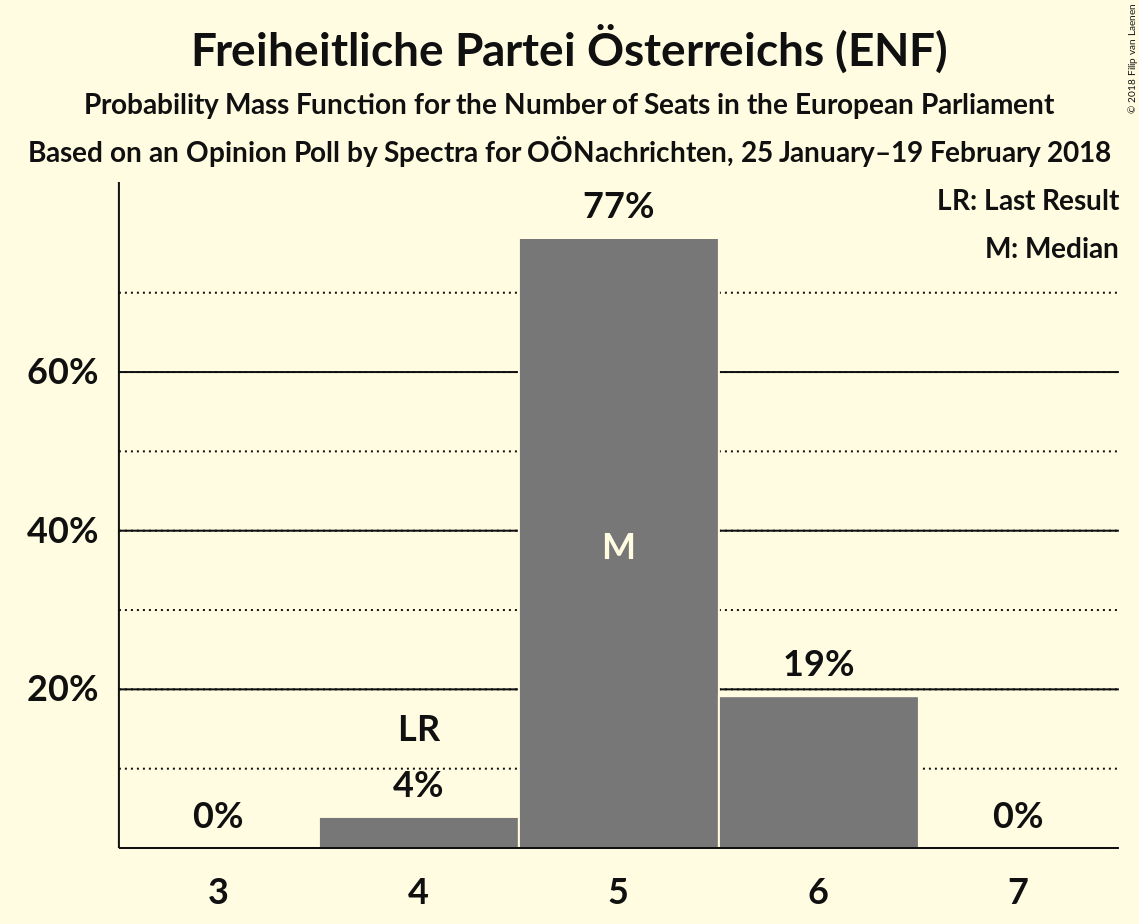 Freiheitliche Partei Österreichs (ENF)
Probability Mass Function for the Number of Seats in the European Parliament
Based on an Opinion Poll by Spectra for OÖNachrichten, 25 January–19 February 2018
© 2018 Filip van Laenen
LR: Last Result
M: Median
77%
60%
40%
M
19%
20%
LR
4%
0%
0%
3 4 5 6 7